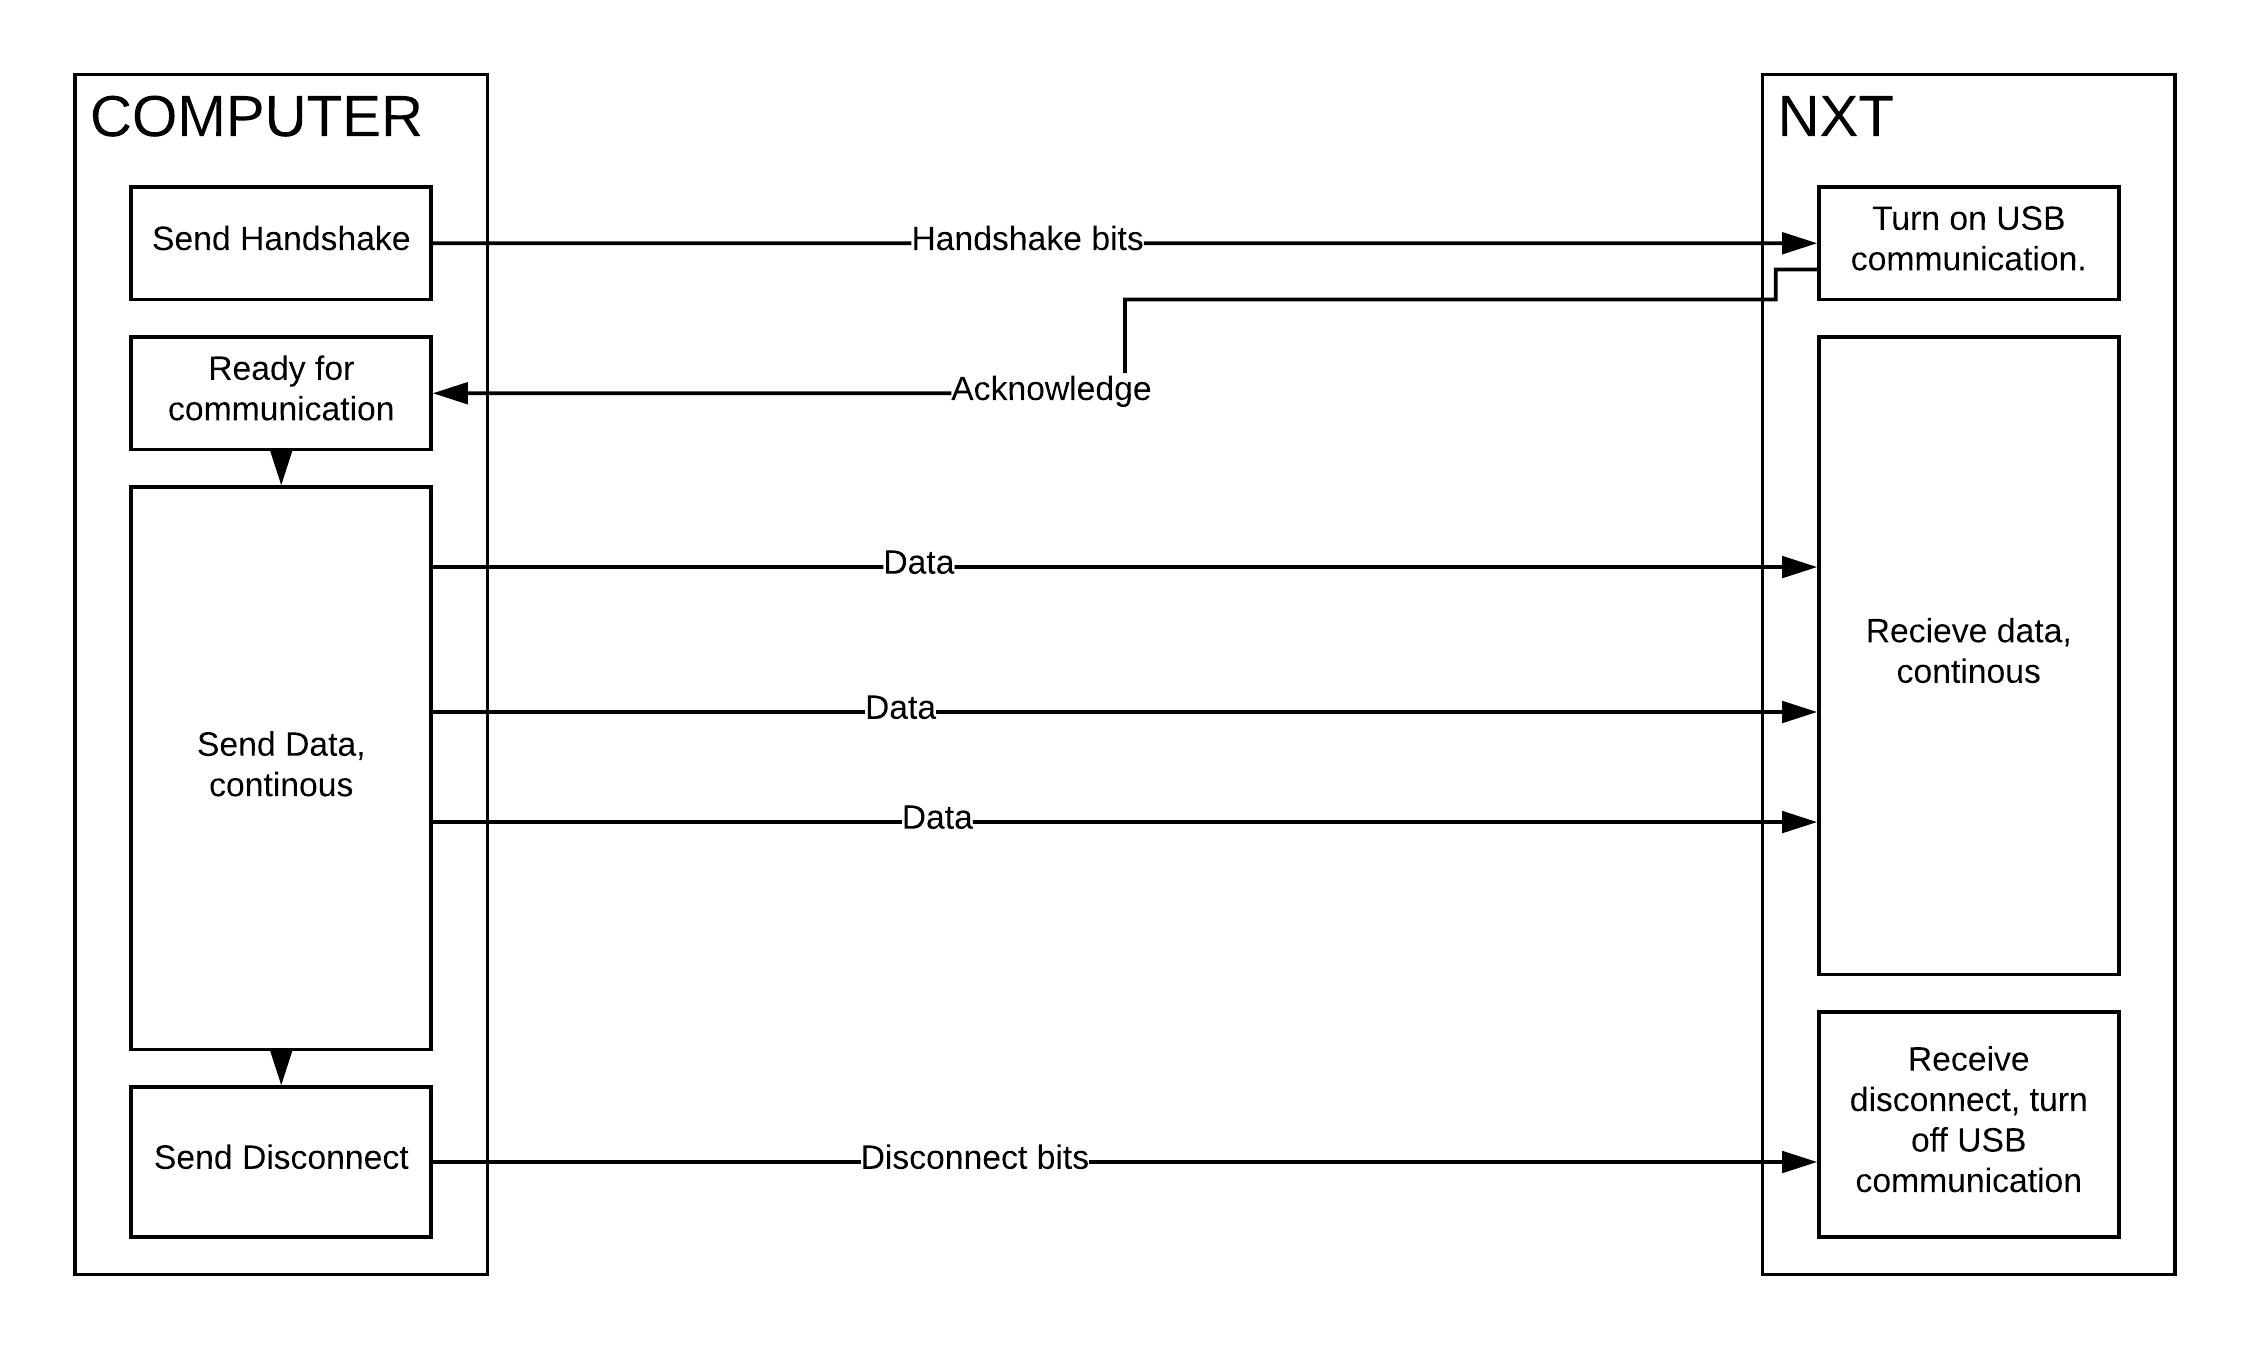 COMPUTER
NXT
Send Handshake
Handshake bits
Turn on USB
communication.
Ready for
communication
Acknowledge
Data
Data
Data
Send Data,
continous
Recieve data,
continous
Send Disconnect
Disconnect bits
Receive
disconnect, turn
off USB
communication